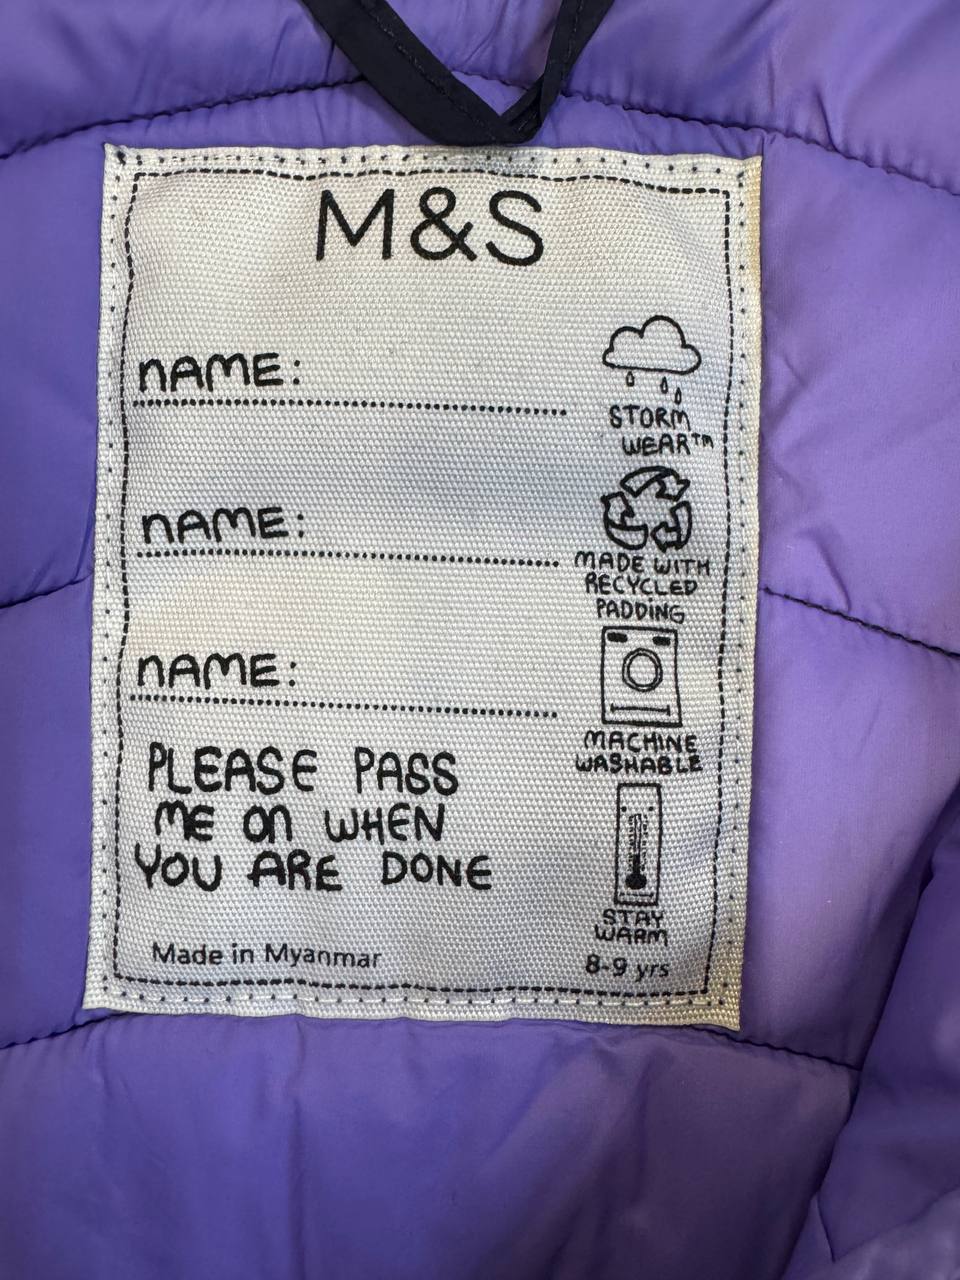 M&S
NAME:
NAME:
NAME:
PLEASE PASS
ME ON WHEN
YOU ARE DONE
Made in Myanmar
STORM
WEAR™
MADE WITH
RECYCLED
PADDING
MACHINE
WASHABLE
STAY
WARM
8-9 yrs